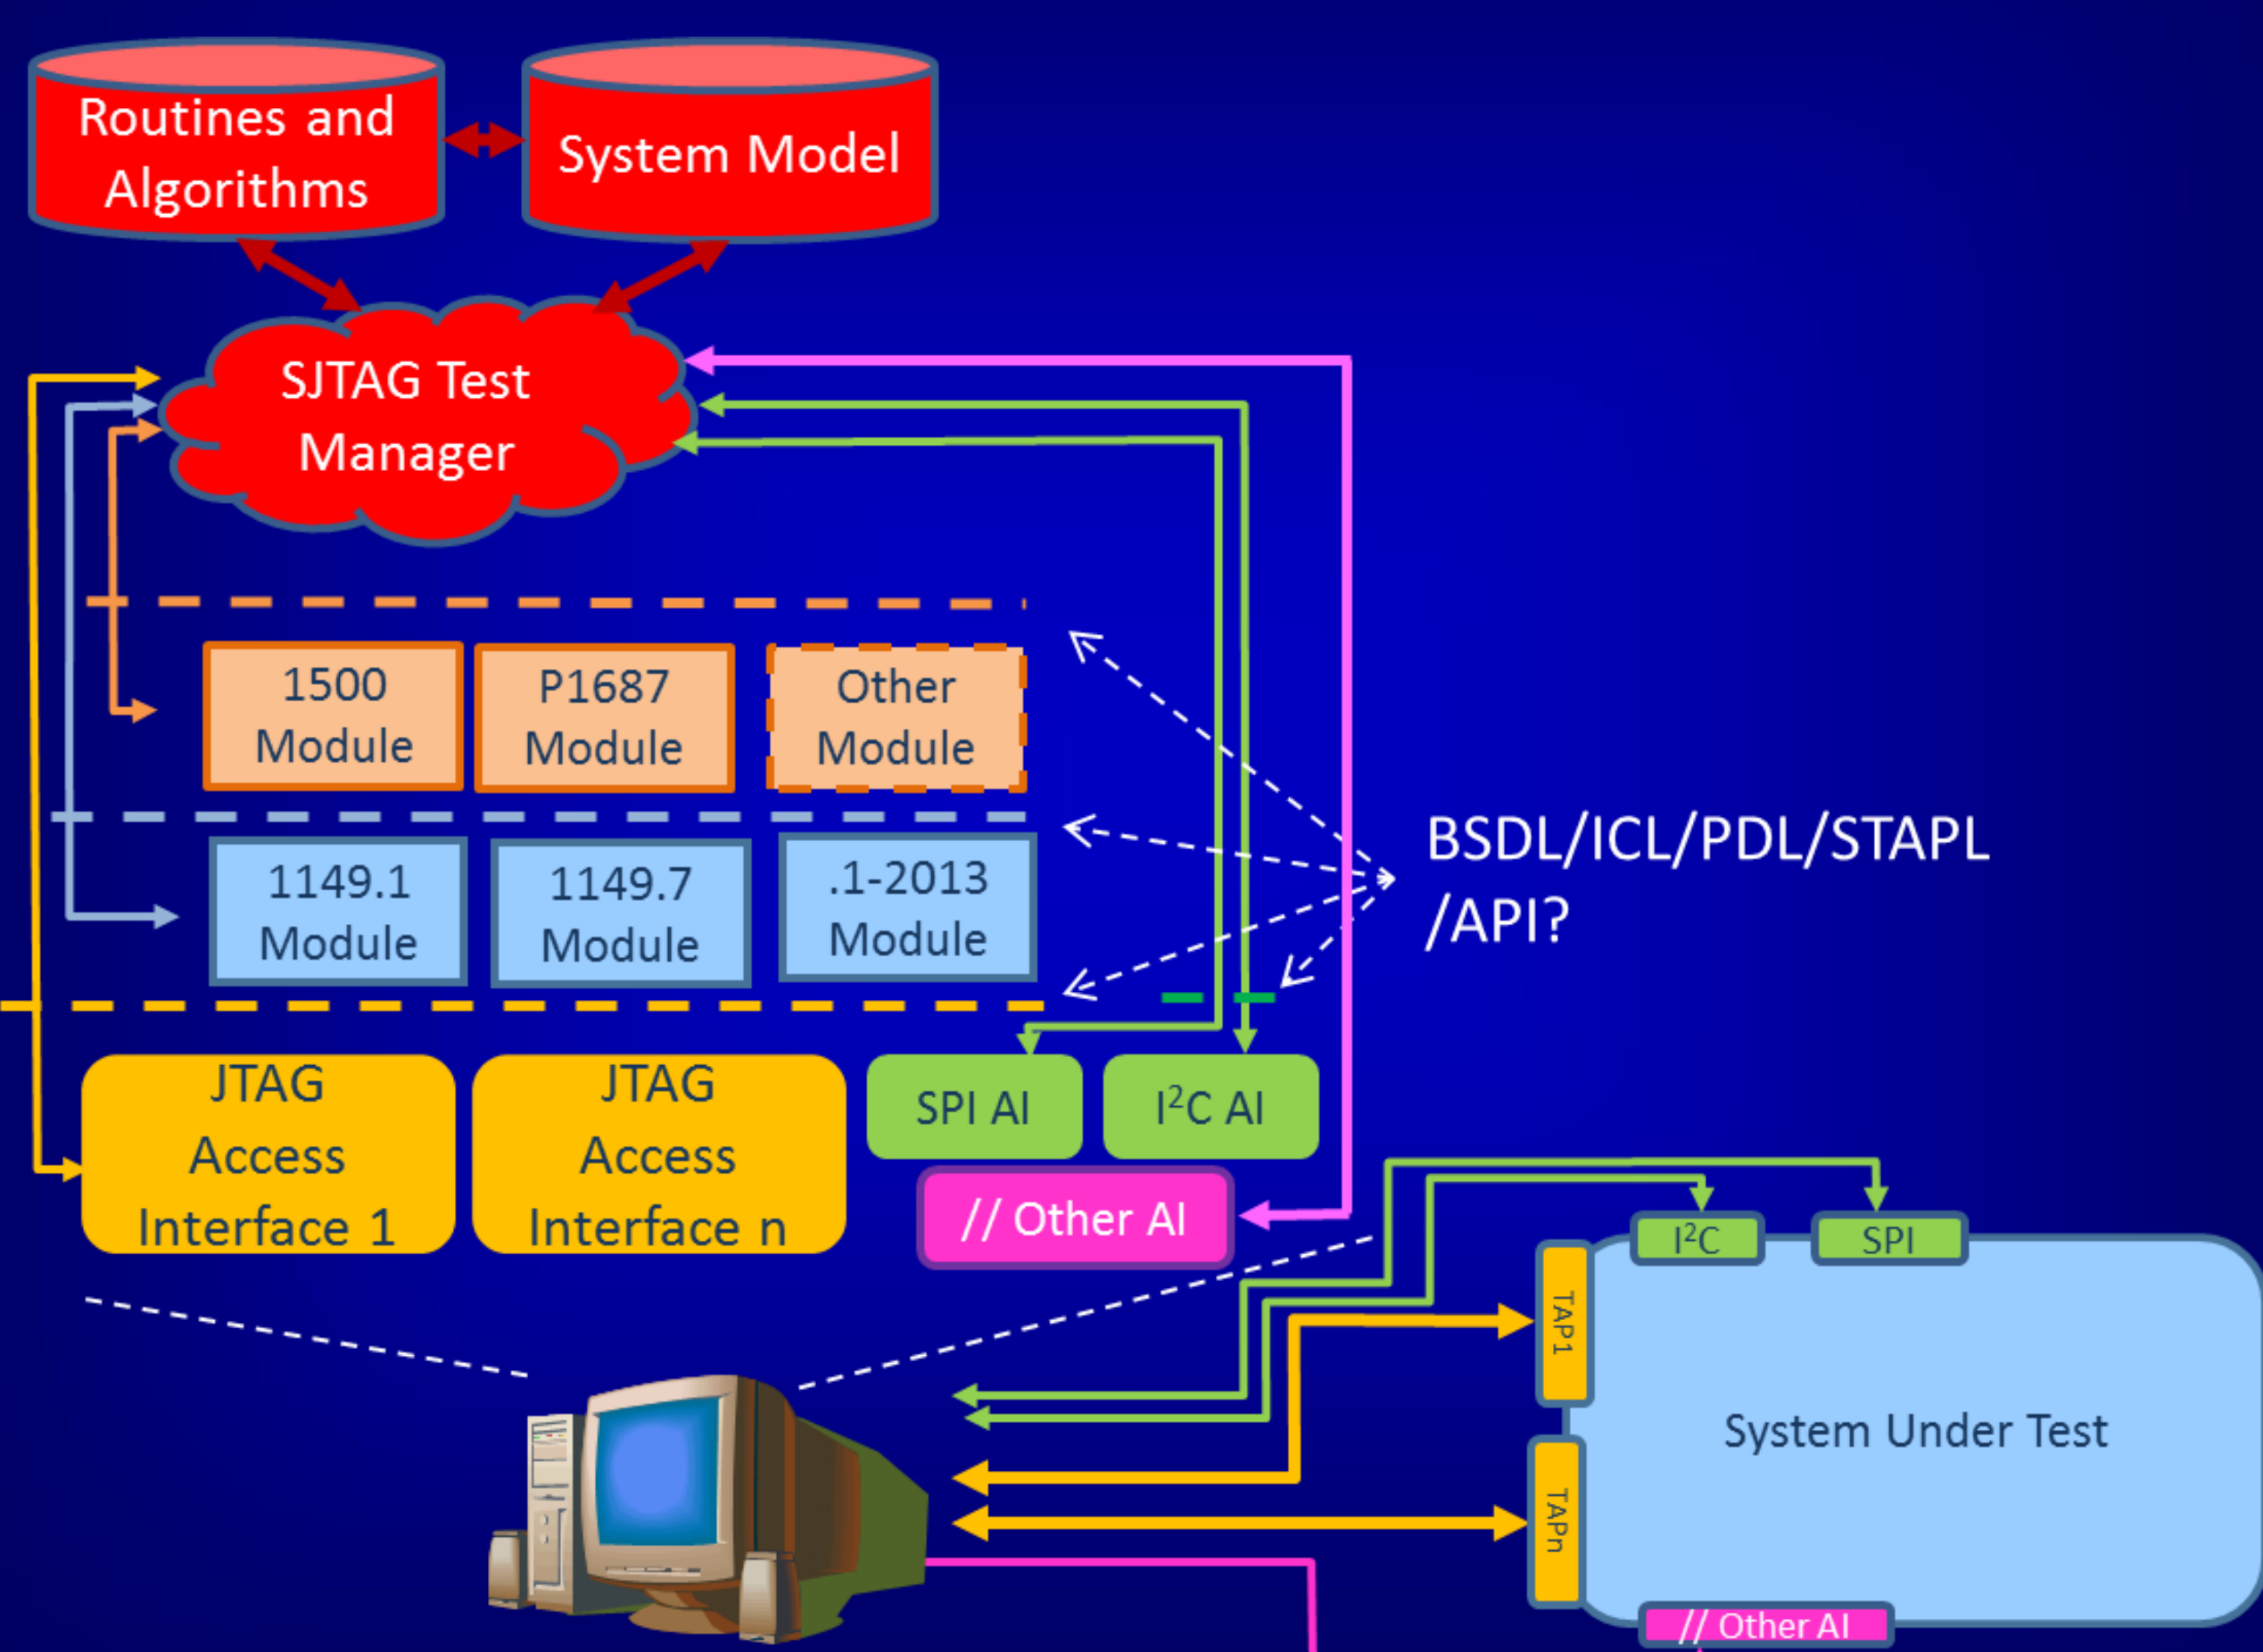 Routines and
Algorithms
System Model
SJTAG Test
Manager
1500
Module
P1687
Module
Other
Module
1149.1
Module
1149.7
Module
.1-2013
Module
BSDL/ICL/PDL/STAPL
/API?
JTAG
Access
Interface 1
JTAG
Access
Interface n
SPI AI
I²C AI
// Other AI
I²C
SPI
TAP1
System Under Test
TAPn
// Other AI